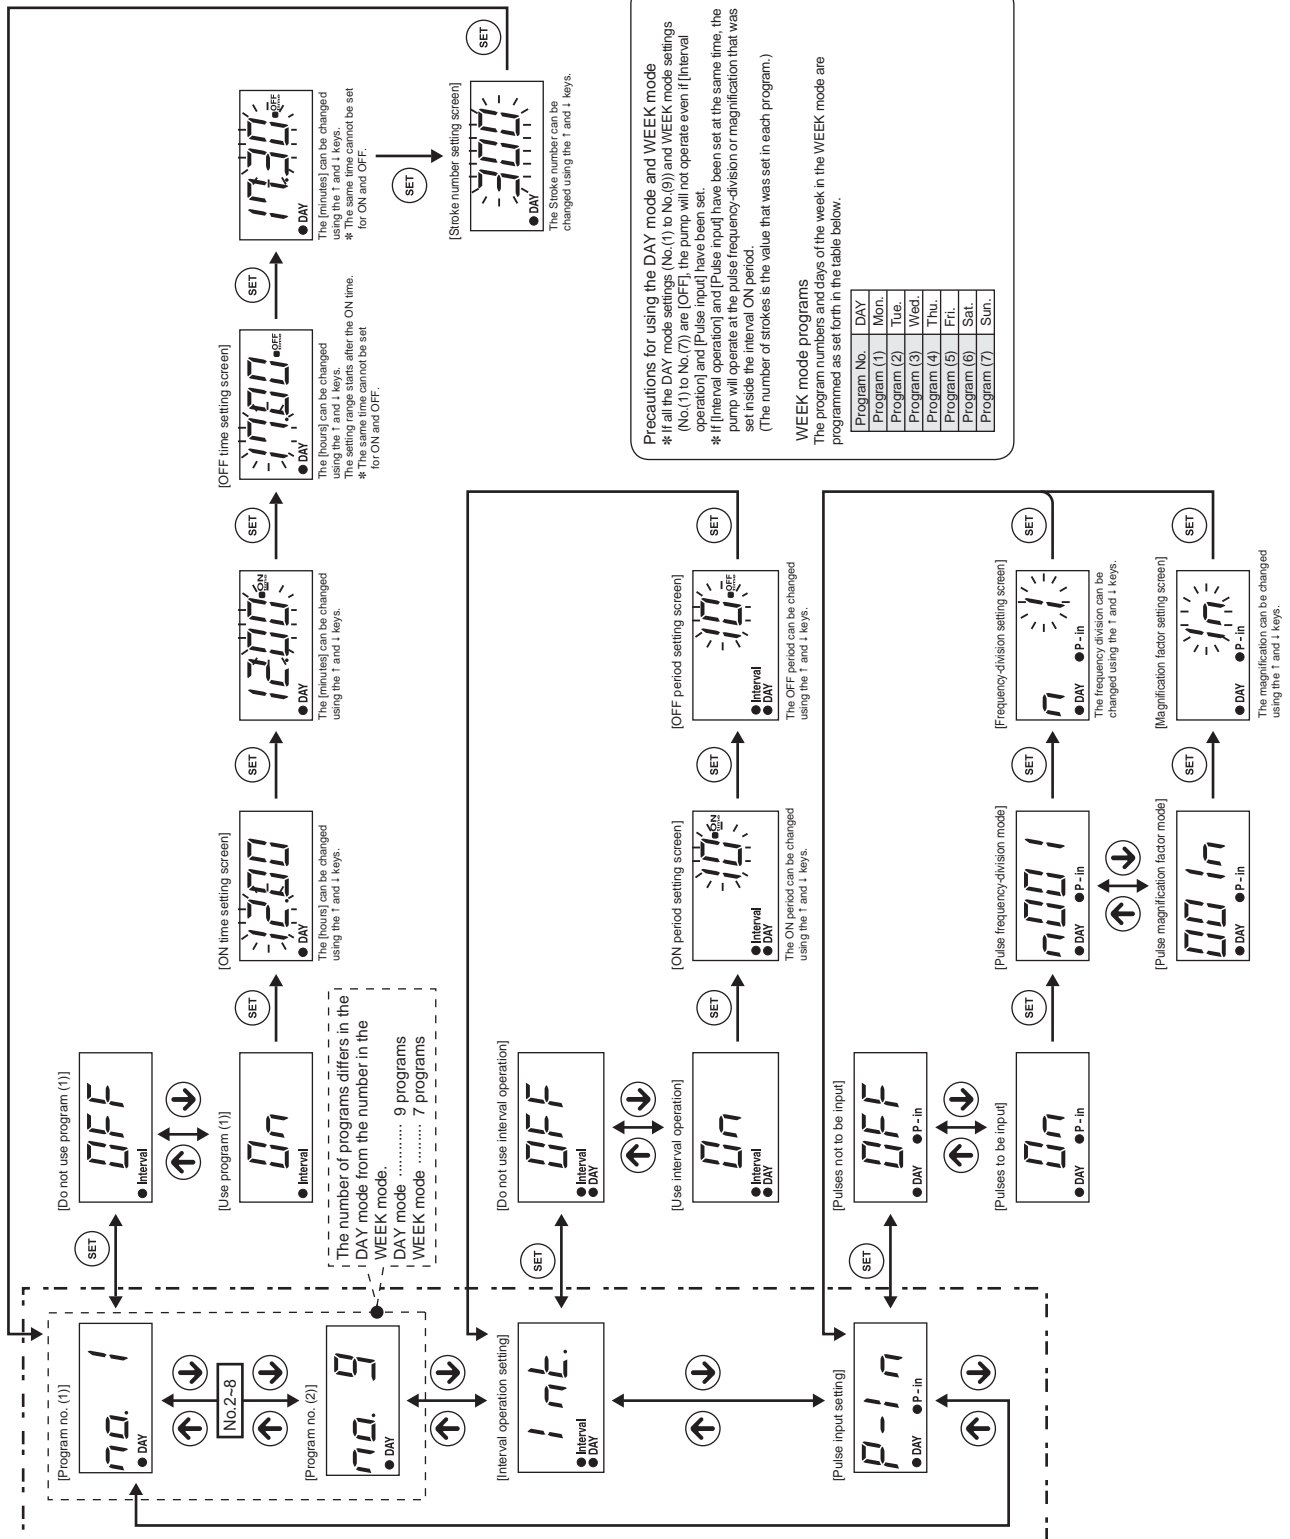 [Program no. (1)]
no. 1
● DAY
No.2~8
[Program no. (2)]
no. 9
● DAY
SET
[Do not use program (1)]
OFF
● Interval
[Use program (1)]
On
● Interval
SET
[ON time setting screen]
12.00
● DAY
The [hours] can be changed
using the ↑ and ↓ keys.
SET
12.00
ON
● DAY
The [minutes] can be changed
using the ↑ and ↓ keys.
SET
[OFF time setting screen]
17.00
OFF
● DAY
The [hours] can be changed
using the ↑ and ↓ keys.
The setting range starts after the ON time.
✽ The same time cannot be set
for ON and OFF.
SET
17.30
OFF
● DAY
The [minutes] can be changed
using the ↑ and ↓ keys.
✽ The same time cannot be set
for ON and OFF.
SET
[Stroke number setting screen]
300
● DAY
The Stroke number can be
changed using the ↑ and ↓ keys.
SET
The number of programs differs in the
DAY mode from the number in the
WEEK mode.
DAY mode ............ 9 programs
WEEK mode ......... 7 programs
[Interval operation setting]
Int.
● Interval
● DAY
SET
[Do not use interval operation]
OFF
● Interval
● DAY
[Use interval operation]
On
● Interval
● DAY
SET
[ON period setting screen]
10
ON
● Interval
● DAY
The ON period can be changed
using the ↑ and ↓ keys.
SET
[OFF period setting screen]
10
OFF
● Interval
● DAY
The OFF period can be changed
using the ↑ and ↓ keys.
SET
[Pulse input setting]
P-In
● DAY ● P-in
SET
[Pulses not to be input]
OFF
● DAY ● P-in
[Pulses to be input]
On
● DAY ● P-in
SET
[Pulse frequency-division mode]
n001
● DAY ● P-in
SET
[Frequency-division setting screen]
n 1
● DAY ● P-in
The frequency division can be
changed using the ↑ and ↓ keys.
SET
[Pulse magnification factor mode]
001n
● DAY ● P-in
SET
[Magnification factor setting screen]
1n
● DAY ● P-in
The magnification can be changed
using the ↑ and ↓ keys.
SET
Precautions for using the DAY mode and WEEK mode
✽ If all the DAY mode settings (No.(1) to No.(9)) and WEEK mode settings
(No.(1) to No.(7)) are [OFF], the pump will not operate even if [Interval
operation] and [Pulse input] have been set.
✽ If [Interval operation] and [Pulse input] have been set at the same time, the
pump will operate at the pulse frequency-division or magnification that was
set inside the interval ON period.
(The number of strokes is the value that was set in each program.)
WEEK mode programs
The program numbers and days of the week in the WEEK mode are
programmed as set forth in the table below.
Program No. DAY
Program (1) Mon.
Program (2) Tue.
Program (3) Wed.
Program (4) Thu.
Program (5) Fri.
Program (6) Sat.
Program (7) Sun.